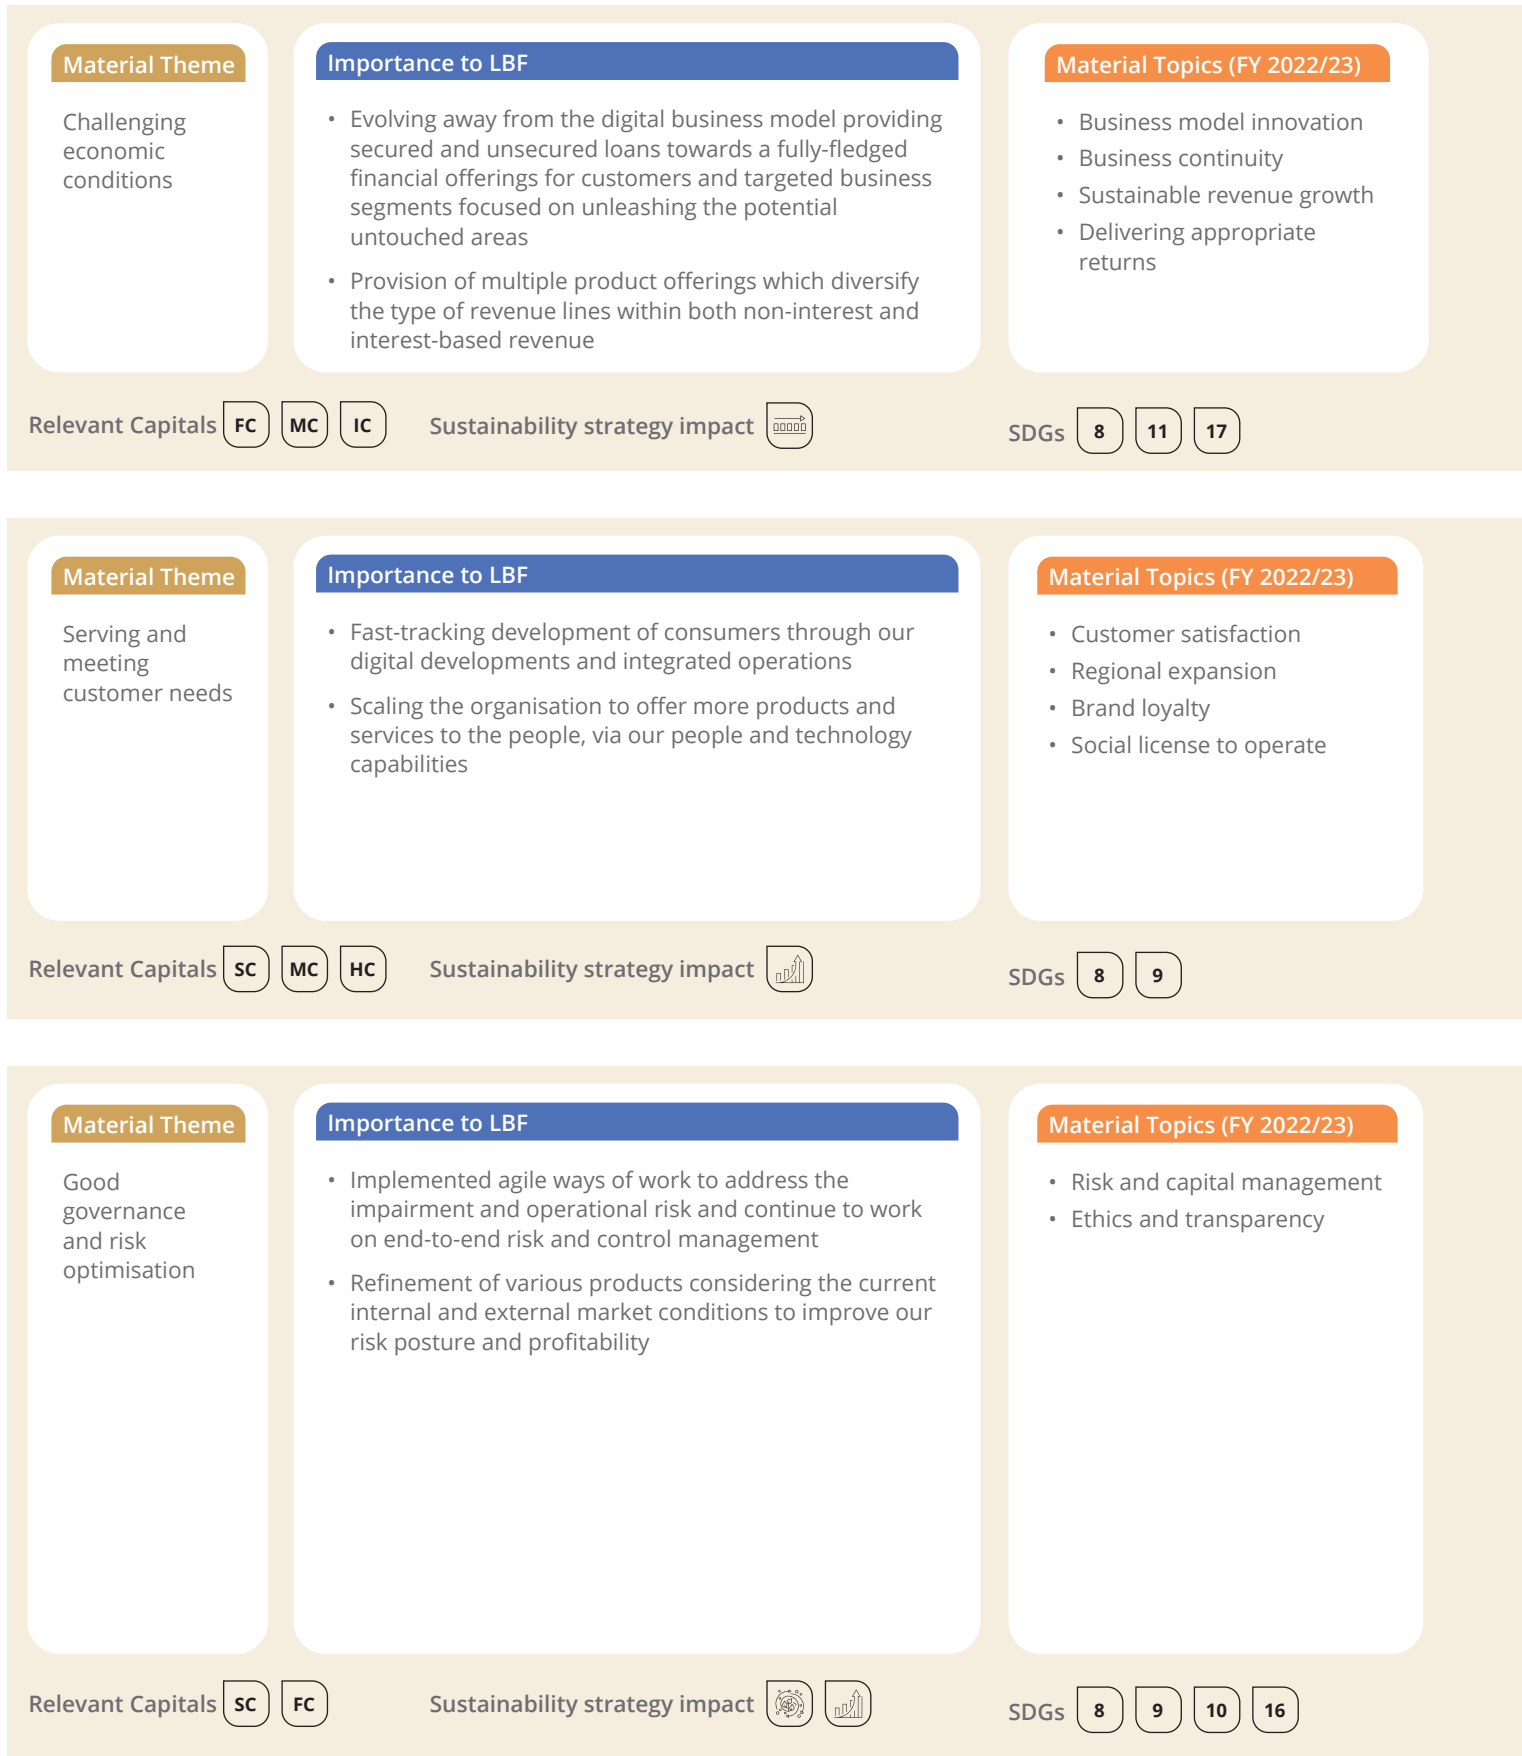 Material Theme
Challenging
economic
conditions
Importance to LBF
• Evolving away from the digital business model providing
secured and unsecured loans towards a fully-fledged
financial offerings for customers and targeted business
segments focused on unleashing the potential
untouched areas
• Provision of multiple product offerings which diversify
the type of revenue lines within both non-interest and
interest-based revenue
Material Topics (FY 2022/23)
• Business model innovation
• Business continuity
• Sustainable revenue growth
• Delivering appropriate
returns
Relevant Capitals FC MC IC
Sustainability strategy impact
SDGs 8 11 17
Material Theme
Serving and
meeting
customer needs
Importance to LBF
• Fast-tracking development of consumers through our
digital developments and integrated operations
• Scaling the organisation to offer more products and
services to the people, via our people and technology
capabilities
Material Topics (FY 2022/23)
• Customer satisfaction
• Regional expansion
• Brand loyalty
• Social license to operate
Relevant Capitals SC MC HC
Sustainability strategy impact
SDGs 8 9
Material Theme
Good
governance
and risk
optimisation
Importance to LBF
• Implemented agile ways of work to address the
impairment and operational risk and continue to work
on end-to-end risk and control management
• Refinement of various products considering the current
internal and external market conditions to improve our
risk posture and profitability
Material Topics (FY 2022/23)
• Risk and capital management
• Ethics and transparency
Relevant Capitals SC FC
Sustainability strategy impact
SDGs 8 9 10 16